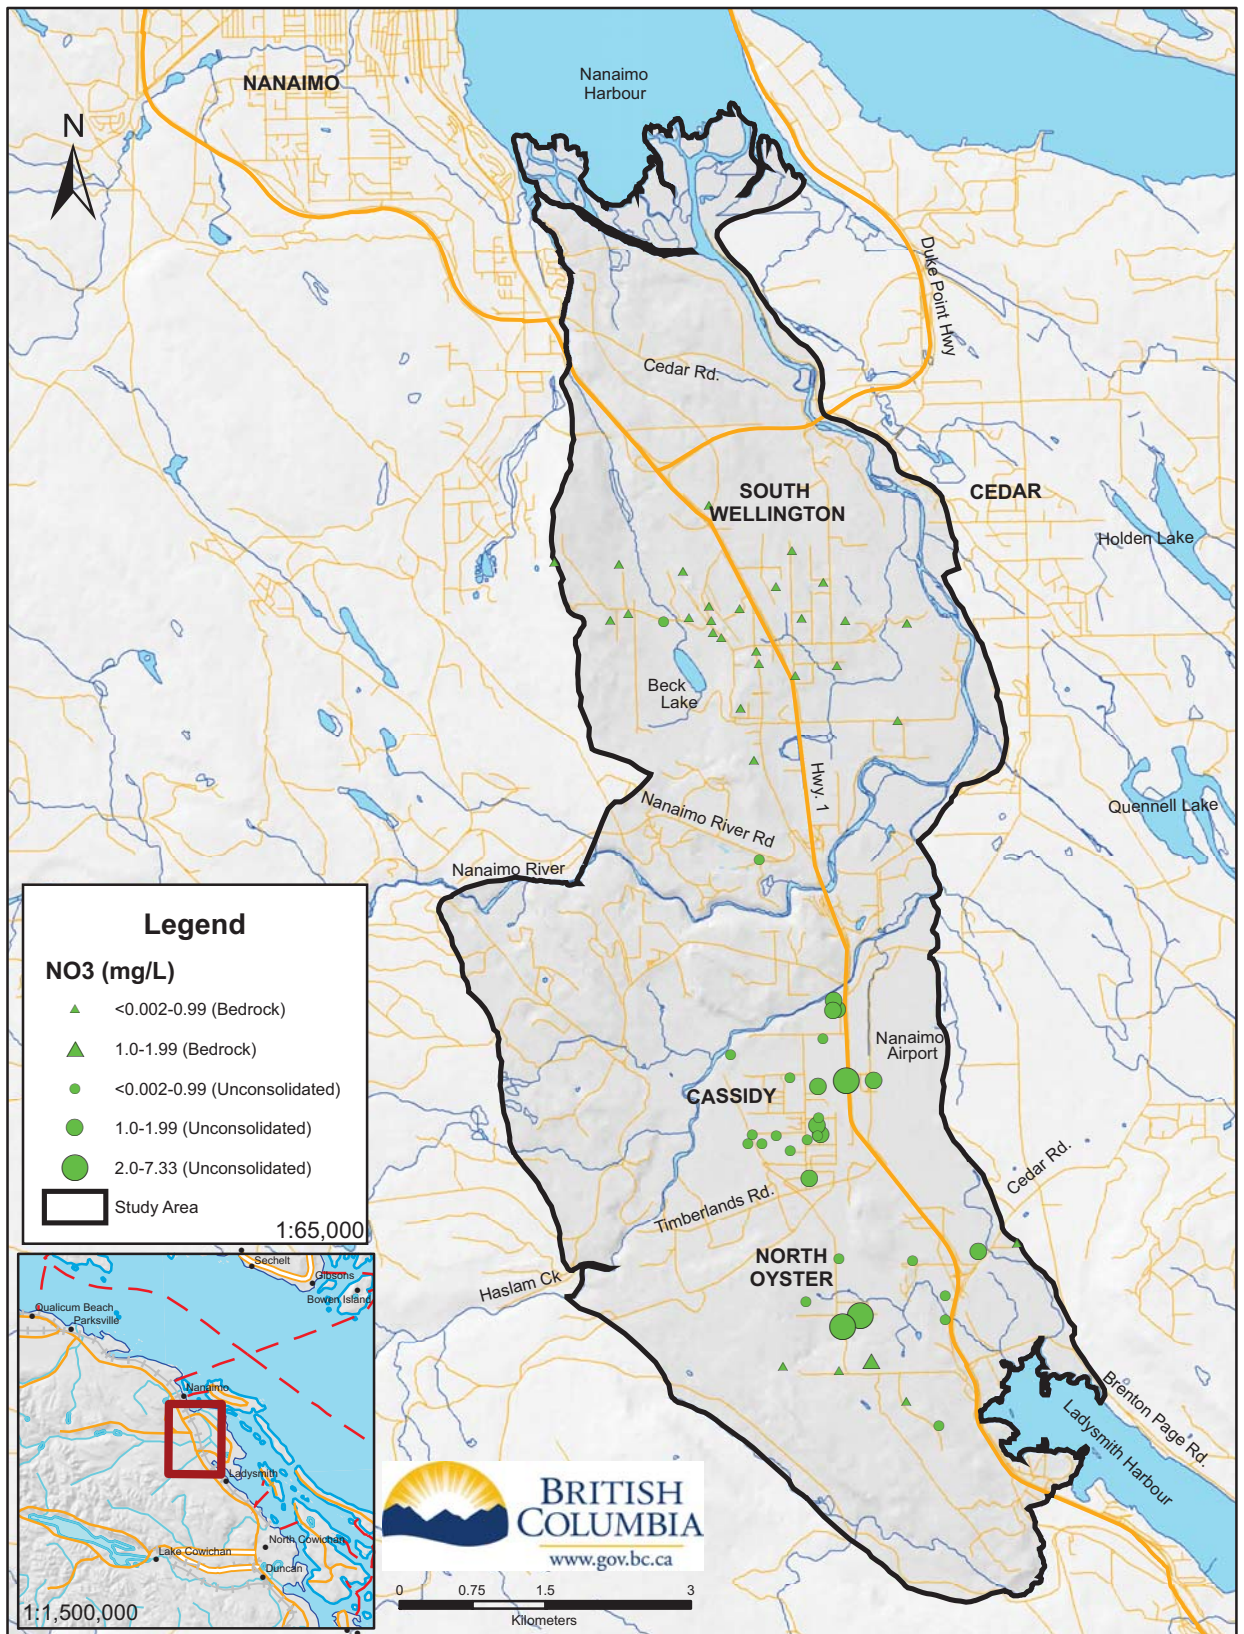 NANAIMO
Nanaimo
Harbour
N
Duke Point Hwy
Cedar Rd.
SOUTH
WELLINGTON
CEDAR
Holden Lake
Beck
Lake
Hwy. 1
Nanaimo River Rd
Quennell Lake
Nanaimo River
Nanaimo
Airport
CASSIDY
Cedar Rd.
Timberlands Rd.
NORTH
OYSTER
Haslam Ck
Brenton Page Rd.
Ladysmith Harbour
Legend
NO3 (mg/L)
<0.002-0.99 (Bedrock)
1.0-1.99 (Bedrock)
<0.002-0.99 (Unconsolidated)
1.0-1.99 (Unconsolidated)
2.0-7.33 (Unconsolidated)
Study Area
1:65,000
Sechelt
Gibsons
Bowen Island
Qualicum Beach
Parksville
Nanaimo
Ladysmith
North Cowichan
Lake Cowichan
Duncan
1:1,500,000
BRITISH
COLUMBIA
www.gov.bc.ca
0 0.75 1.5 3
Kilometers